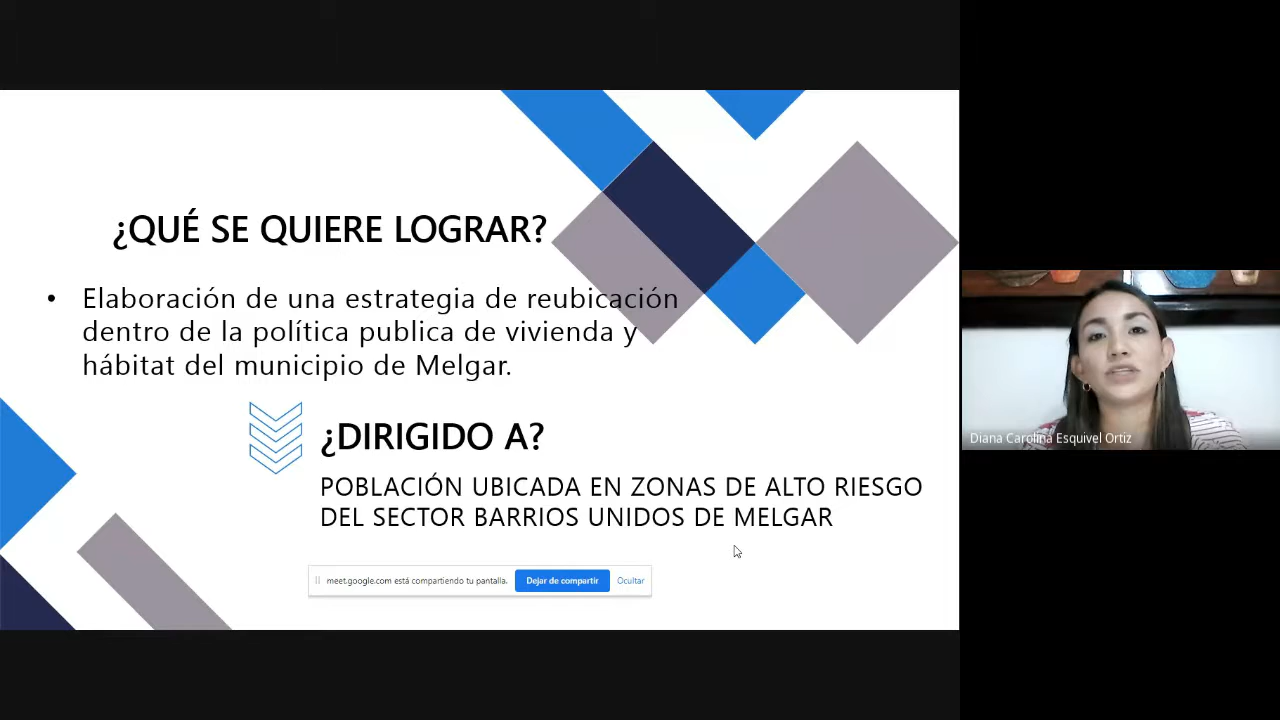 ¿QUÉ SE QUIERE LOGRAR?
• Elaboración de una estrategia de reubicación
dentro de la política publica de vivienda y
hábitat del municipio de Melgar.
¿DIRIGIDO A?
POBLACIÓN UBICADA EN ZONAS DE ALTO RIESGO
DEL SECTOR BARRIOS UNIDOS DE MELGAR
meet.google.com está compartiendo tu pantalla. Dejar de compartir Ocultar
Diana Carolina Esquivel Ortiz